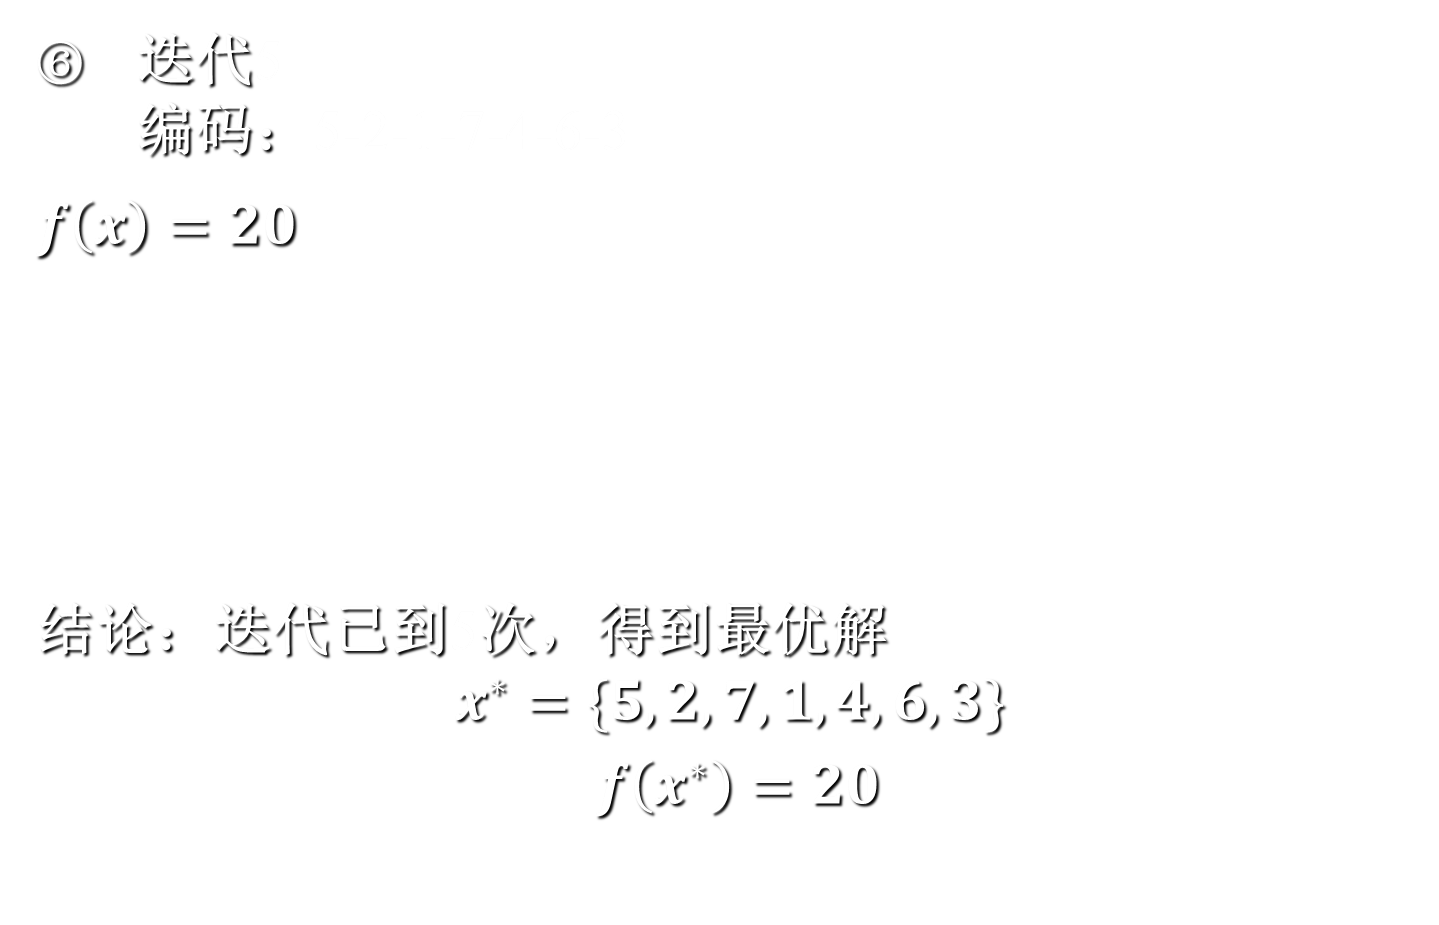 ⑥ 迭代
编码：
f(x) = 20
结论：迭代已到 次，得到最优解
x* = {5,2,7,1,4,6,3}
f(x*) = 20